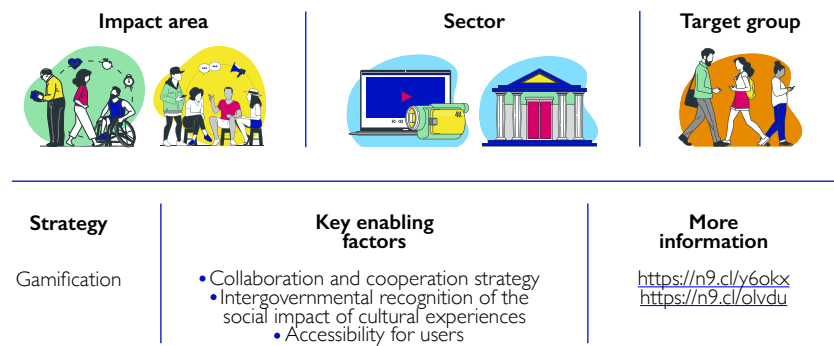 Impact area
Sector
Target group
Strategy
Gamification
Key enabling
factors
• Collaboration and cooperation strategy
• Intergovernmental recognition of the
social impact of cultural experiences
• Accessibility for users
More
information
https://n9.cl/y6okx
https://n9.cl/olvdu